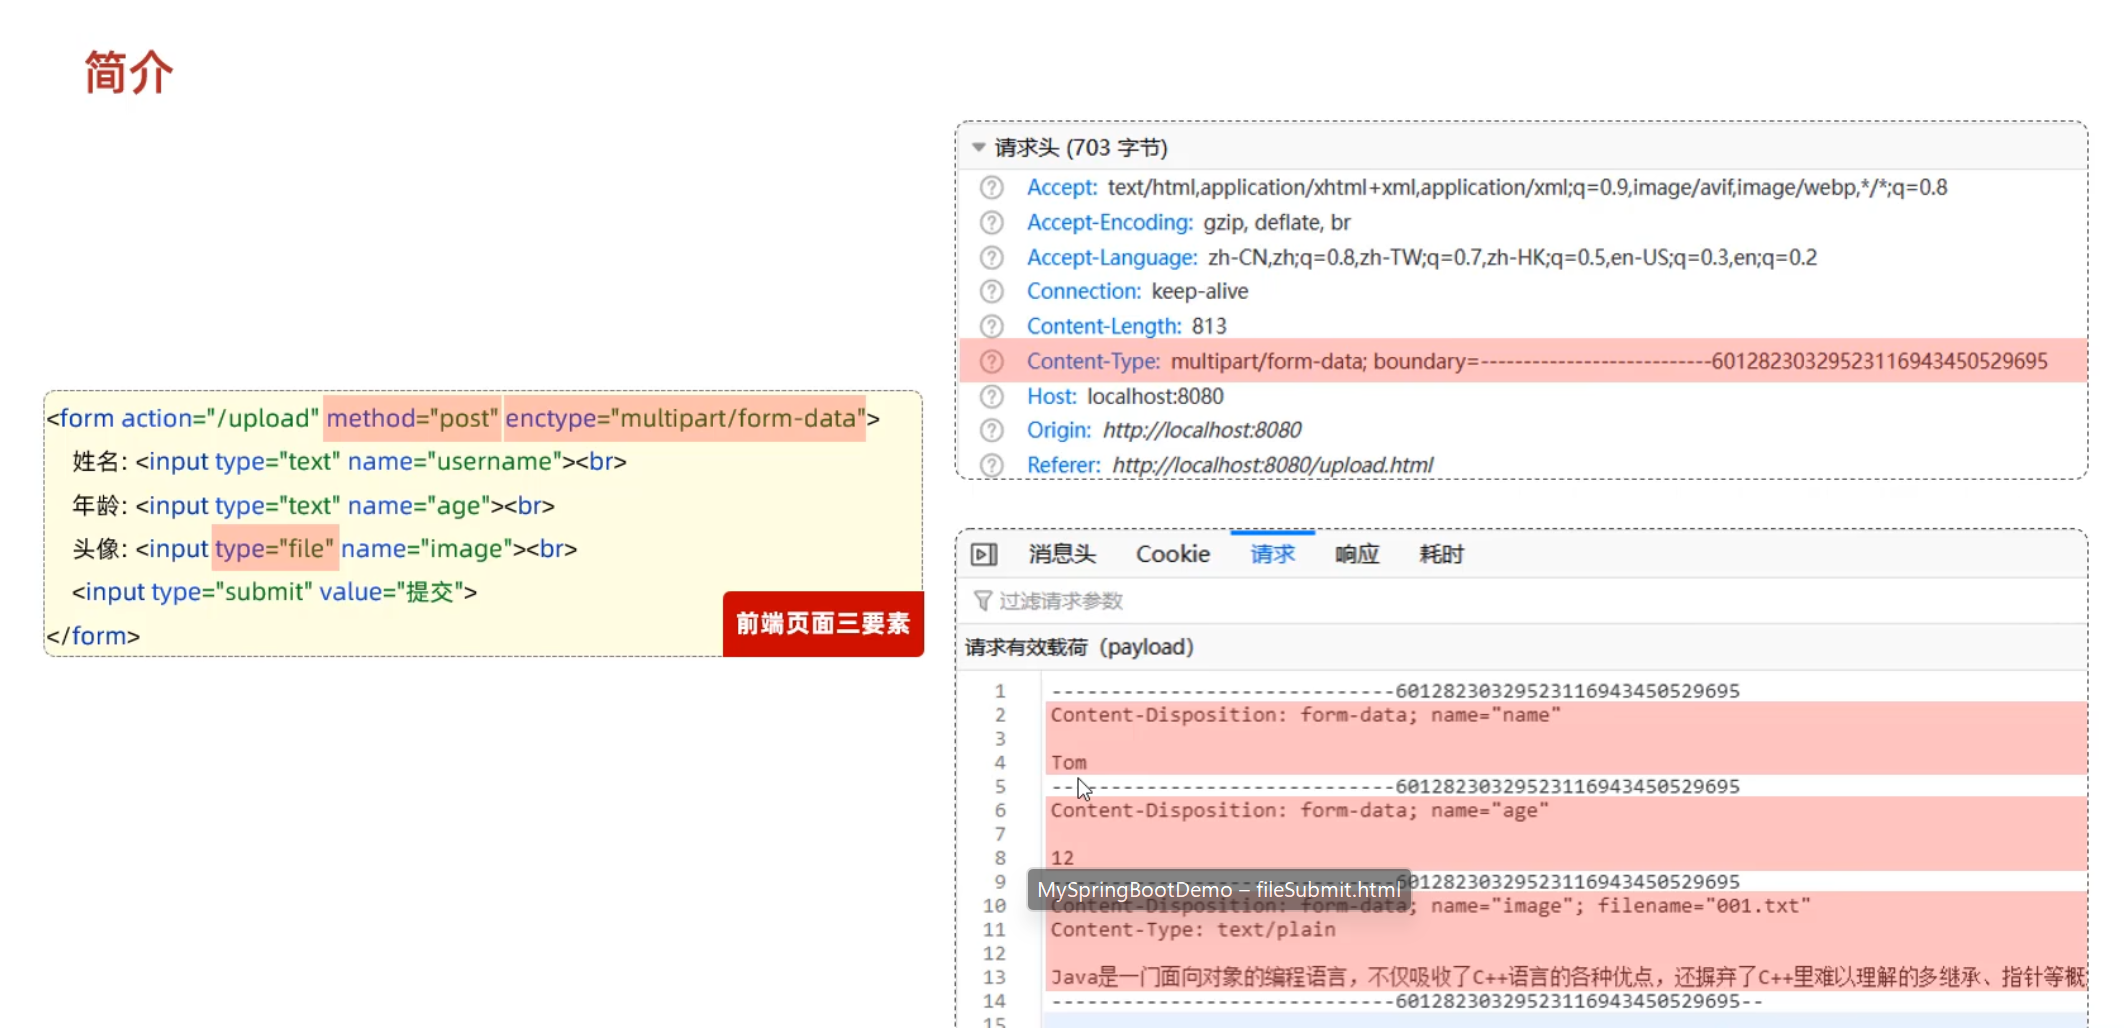 简介
<form action="/upload" method="post" enctype="multipart/form-data">
姓名: <input type="text" name="username"><br>
年龄: <input type="text" name="age"><br>
头像: <input type="file" name="image"><br>
<input type="submit" value="提交">
</form>
前端页面三要素
请求头 (703 字节)
Accept: text/html,application/xhtml+xml,application/xml;q=0.9,image/avif,image/webp,*/*;q=0.8
Accept-Encoding: gzip, deflate, br
Accept-Language: zh-CN,zh;q=0.8,zh-TW;q=0.7,zh-HK;q=0.5,en-US;q=0.3,en;q=0.2
Connection: keep-alive
Content-Length: 813
Content-Type: multipart/form-data; boundary=---------------------------601282303295231169434505296​95
Host: localhost:8080
Origin: http://localhost:8080
Referer: http://localhost:8080/upload.html
消息头 Cookie 请求 响应 耗时
过滤请求参数
请求有效载荷 (payload)
1 -----------------------------60128230329523116943450529695
2 Content-Disposition: form-data; name="name"
3
4 Tom
5 -----------------------------60128230329523116943450529695
6 Content-Disposition: form-data; name="age"
7
8 12
9 60128230329523116943450529695
MySpringBootDemo – fileSubmit.html
10 Content-Disposition: form-data; name="image"; filename="001.txt"
11 Content-Type: text/plain
12
13 Java是一门面向对象的编程语言，不仅吸收了C++语言的各种优点，还摒弃了C++里难以理解的多继承、指针等概
14 -----------------------------60128230329523116943450529695--
15